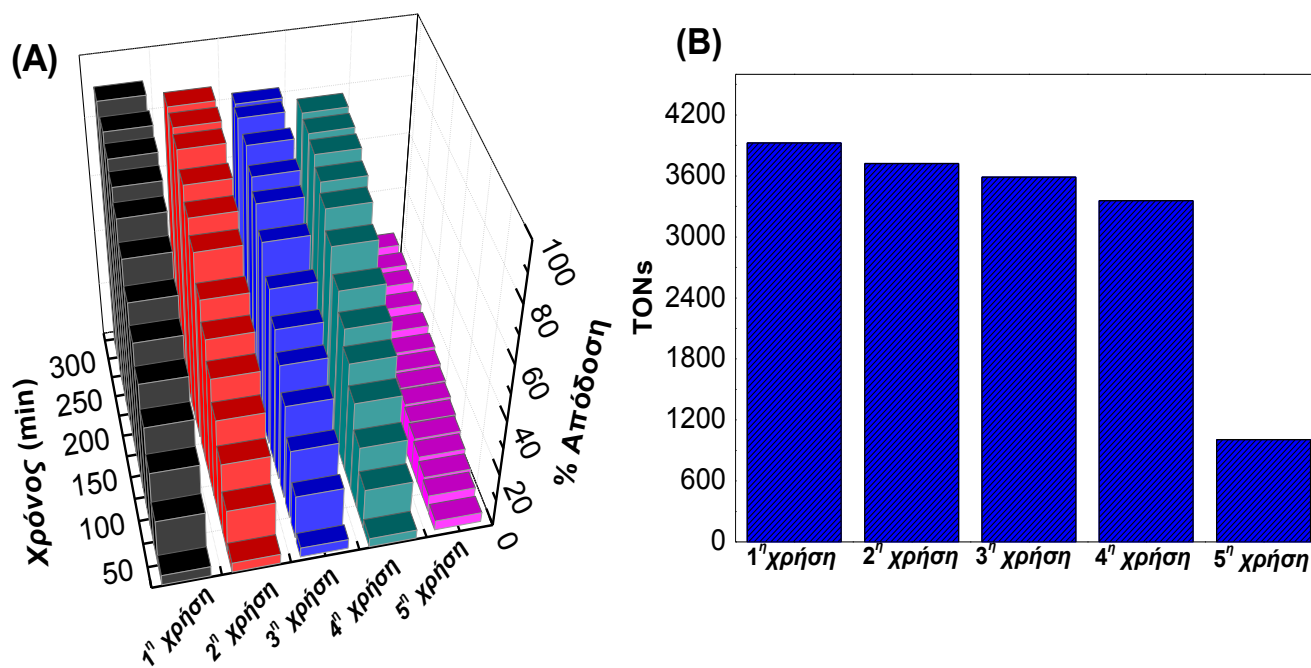 (A)
Χρόνος (min)
300
250
200
150
100
50
1η χρήση
2η χρήση
3η χρήση
4η χρήση
5η χρήση
100
80
60
40
20
0
% Απόδοση
(B)
TONs
4200
3600
3000
2400
1800
1200
600
0
1η χρήση
2η χρήση
3η χρήση
4η χρήση
5η χρήση